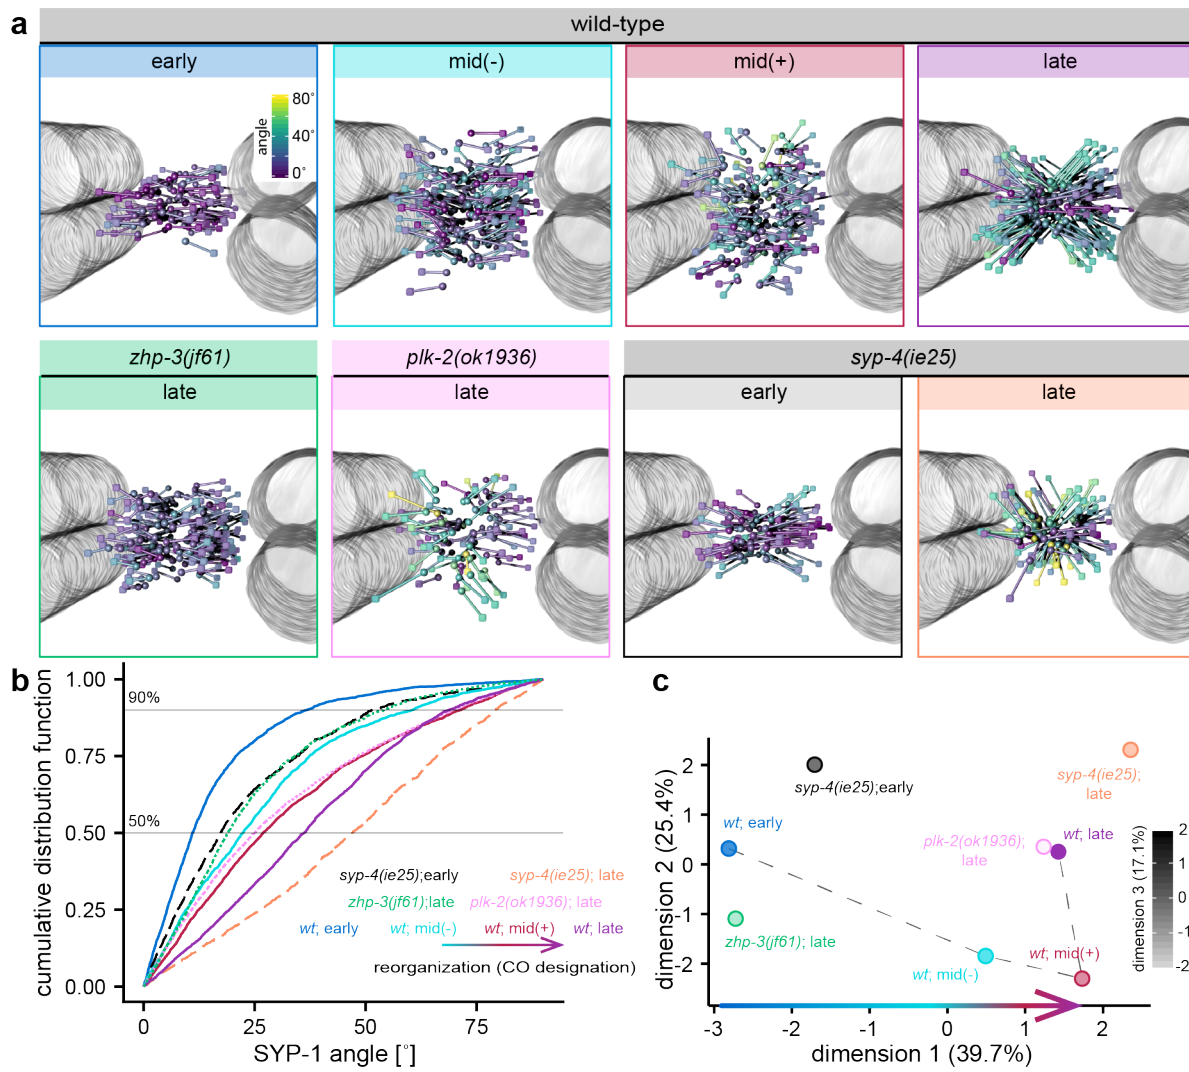 a
wild-type
early
mid(-)
mid(+)
late
angle
80°
40°
0°
zhp-3(jf61)
plk-2(ok1936)
syp-4(ie25)
late
late
early
late
b
cumulative distribution function
1.00
0.75
0.50
0.25
0.00
90%
50%
syp-4(ie25);early
syp-4(ie25); late
zhp-3(jf61);late
plk-2(ok1936); late
wt; early
wt; mid(-)
wt; mid(+)
wt; late
reorganization (CO designation)
0
25
50
75
SYP-1 angle [°]
c
dimension 2 (25.4%)
2
1
0
-1
-2
syp-4(ie25);early
syp-4(ie25);
late
wt; early
plk-2(ok1936);
late
wt; late
zhp-3(jf61); late
wt; mid(-)
wt; mid(+)
dimension 3 (17.1%)
2
1
0
-1
-2
-3
-2
-1
0
1
2
dimension 1 (39.7%)